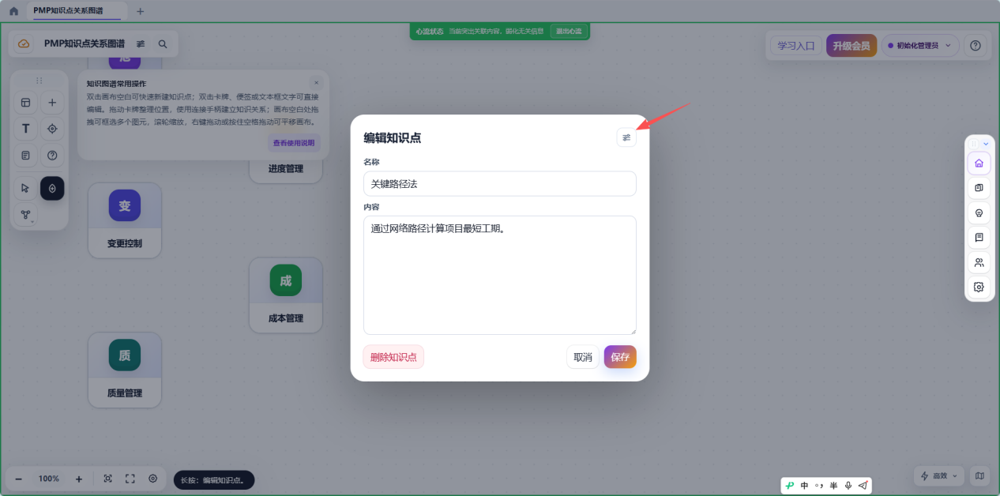 PMP知识点关系图谱
心流状态 当前突出关联内容，弱化无关信息 退出心流
PMP知识点关系图谱
学习入口
升级会员
初始化管理员
知识图谱常用操作
双击画布空白可快速新建知识点；双击卡牌、便签或文本框文字可直接
编辑。拖动卡牌整理位置，使用连接手柄建立知识关系；画布空白处拖
拽可框选多个图元，滚轮缩放，右键拖动或按住空格拖动可平移画布。
查看使用说明
T
进度管理
变
变更控制
成
成本管理
质
质量管理
编辑知识点
名称
关键路径法
内容
通过网络路径计算项目最短工期。
删除知识点
取消
保存
100%
长按：编辑知识点。
中 半
高效